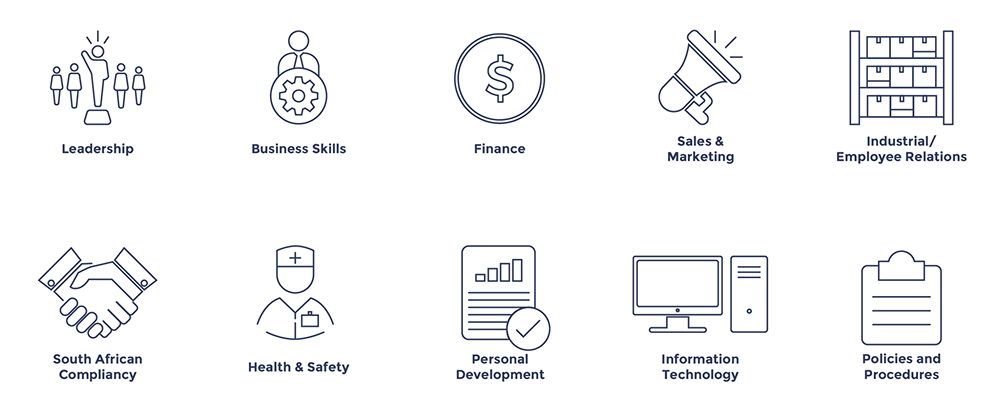 Leadership
Business Skills
$
Finance
Sales &
Marketing
Industrial/
Employee Relations
South African
Compliancy
Health & Safety
Personal
Development
Information
Technology
Policies and
Procedures